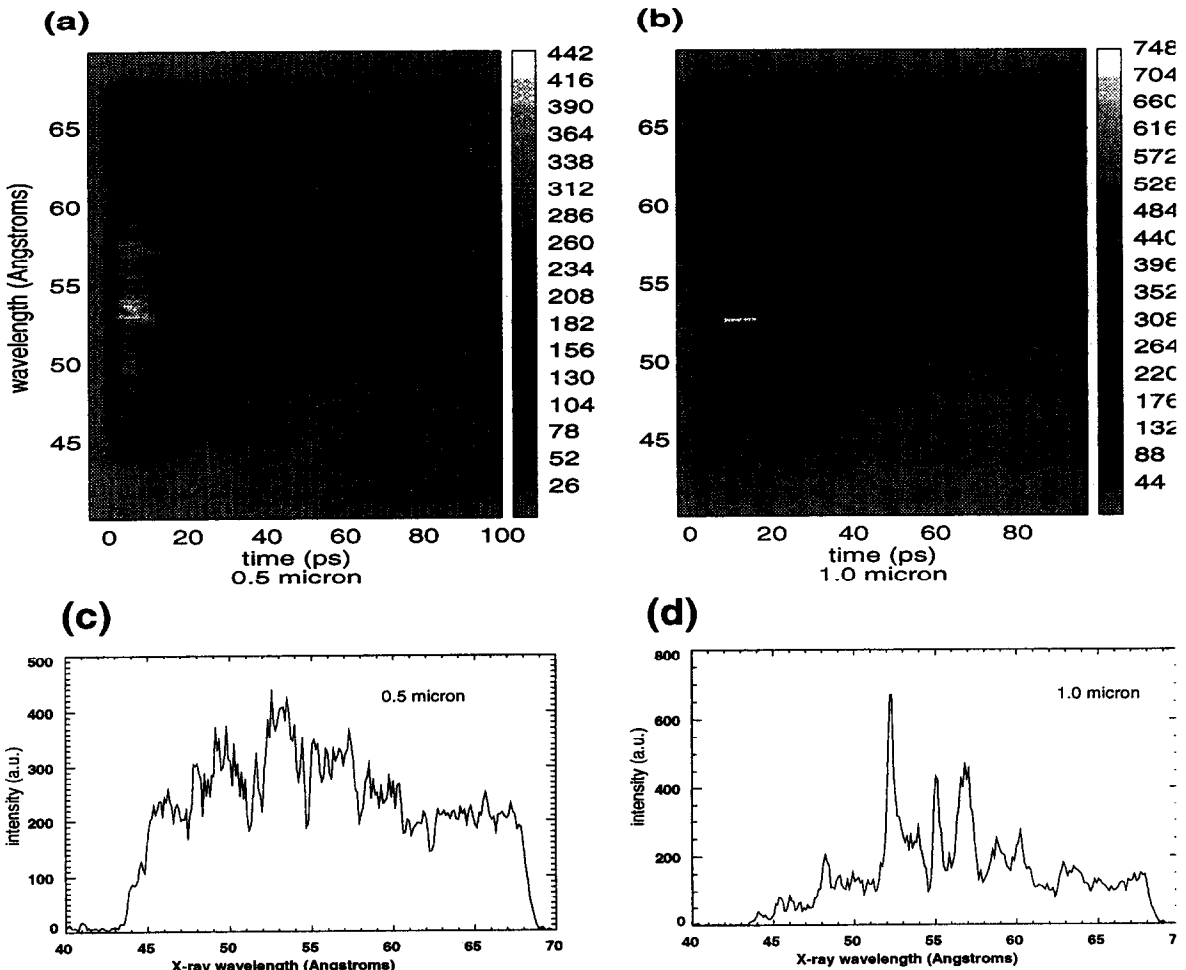 (a)
(b)
wavelength (Angstroms)
65
60
55
50
45
0 20 40 60 80 100
time (ps)
0.5 micron
442
416
390
364
338
312
286
260
234
208
182
156
130
104
78
52
26
65
60
55
50
45
0 20 40 60 80
time (ps)
1.0 micron
748
704
660
616
572
528
484
440
396
352
308
264
220
176
132
88
44
(c)
(d)
intensity (a.u.)
500
400
300
200
100
0
0.5 micron
40 45 50 55 60 65 70
X-ray wavelength (Angstroms)
intensity (a.u.)
800
600
400
200
0
1.0 micron
40 45 50 55 60 65 7
X-ray wavelength (Angstroms)